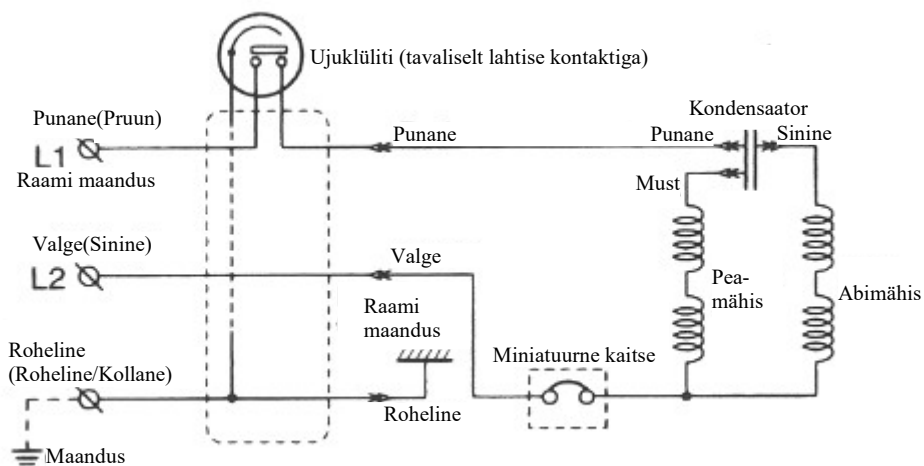 Ujuklüliti (tavaliselt lahtise kontaktiga)
Punane(Pruun)
Kondensaator
L1
Punane
Punane
Sinine
Raami maandus
Must
Valge(Sinine)
L2
Valge
Raami
maandus
Pea-
mähis
Abimähis
Roheline
(Roheline/Kollane)
Miniatuurne kaitse
Roheline
Maandus